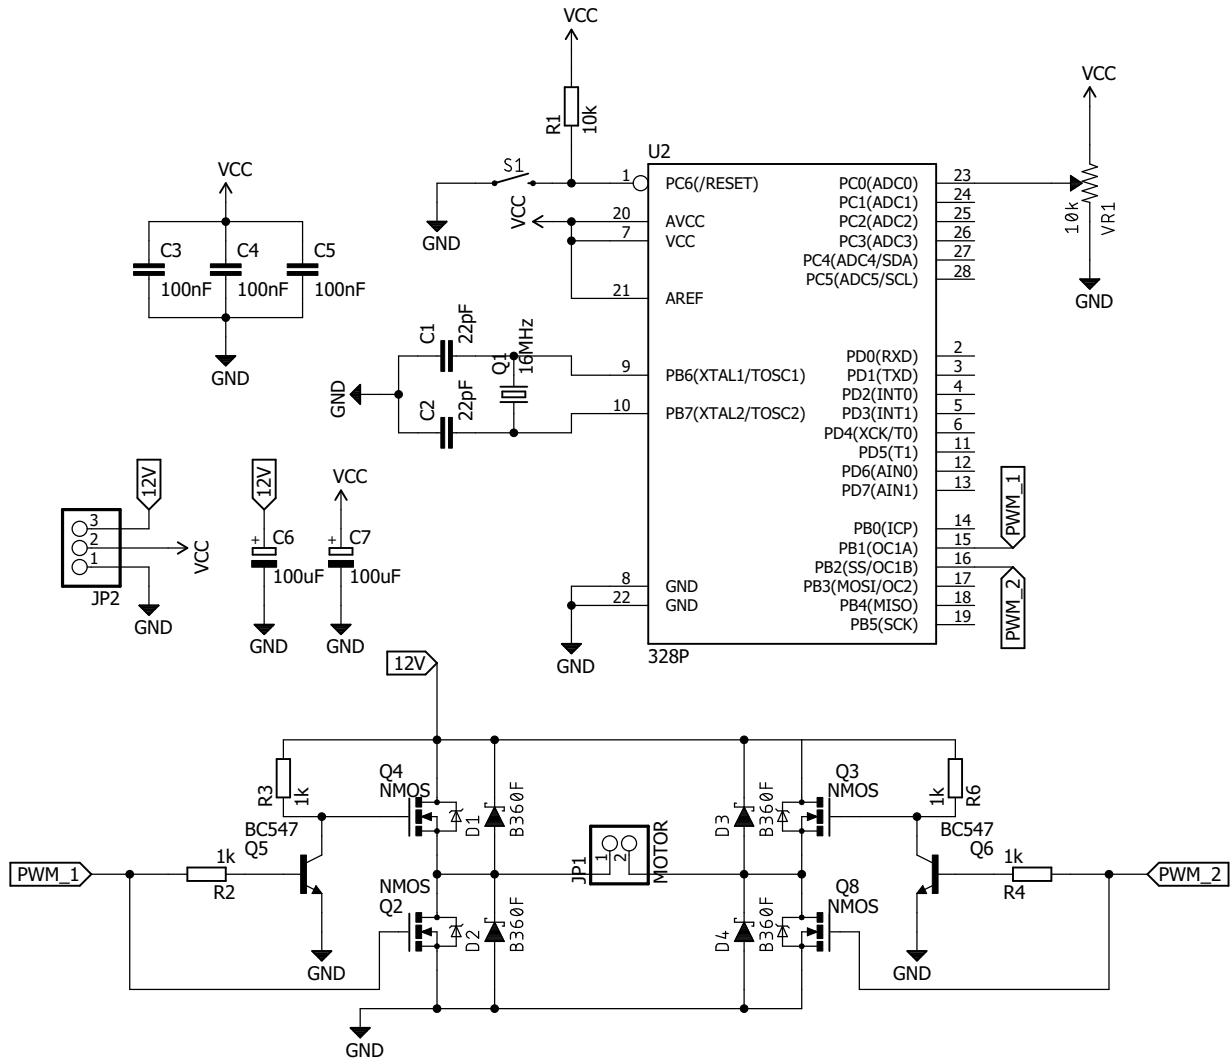 VCC
R1
10k
S1
GND
VCC
U2
1
PC6(/RESET)
20
AVCC
7
VCC
21
AREF
9
PB6(XTAL1/TOSC1)
10
PB7(XTAL2/TOSC2)
8
GND
22
GND
GND
328P
PC0(ADC0) 23
PC1(ADC1) 24
PC2(ADC2) 25
PC3(ADC3) 26
PC4(ADC4/SDA) 27
PC5(ADC5/SCL) 28
PD0(RXD) 2
PD1(TXD) 3
PD2(INT0) 4
PD3(INT1) 5
PD4(XCK/T0) 6
PD5(T1) 11
PD6(AIN0) 12
PD7(AIN1) 13
PB0(ICP) 14
PB1(OC1A) 15
PB2(SS/OC1B) 16
PB3(MOSI/OC2) 17
PB4(MISO) 18
PB5(SCK) 19
PWM_1
PWM_2
VCC
10k
VR1
GND
VCC
C3 C4 C5
100nF 100nF 100nF
GND
C1
22pF
C2
22pF
GND
Q1
16MHz
12V
3
2
1
VCC
JP2
GND
12V
+
C6
100uF
GND
VCC
+
C7
100uF
GND
12V
R3
1k
Q4
NMOS
D1
B360F
BC547
Q5
PWM_1
1k
R2
GND
NMOS
Q2
D2
B360F
GND
JP1
1
2
MOTOR
D3
B360F
Q3
NMOS
1k
R6
BC547
Q6
1k
R4
PWM_2
GND
D4
B360F
Q8
NMOS